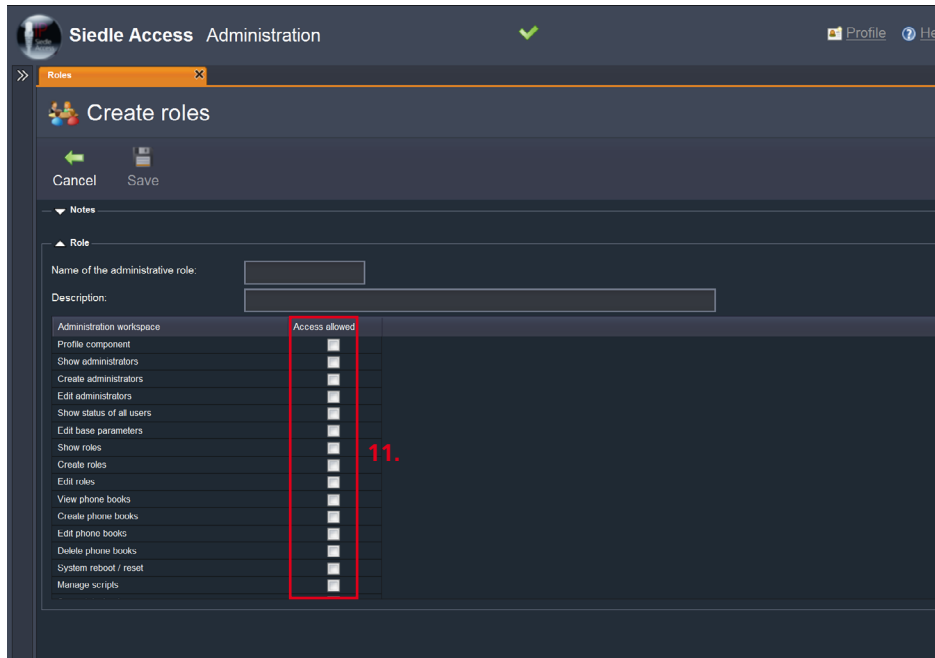 Siedle Access Administration
Profile
Roles
Create roles
Cancel Save
Notes
Role
Name of the administrative role:
Description:
Administration workspace Access allowed
Profile component
Show administrators
Create administrators
Edit administrators
Show status of all users
Edit base parameters
Show roles
11.
Create roles
Edit roles
View phone books
Create phone books
Edit phone books
Delete phone books
System reboot / reset
Manage scripts